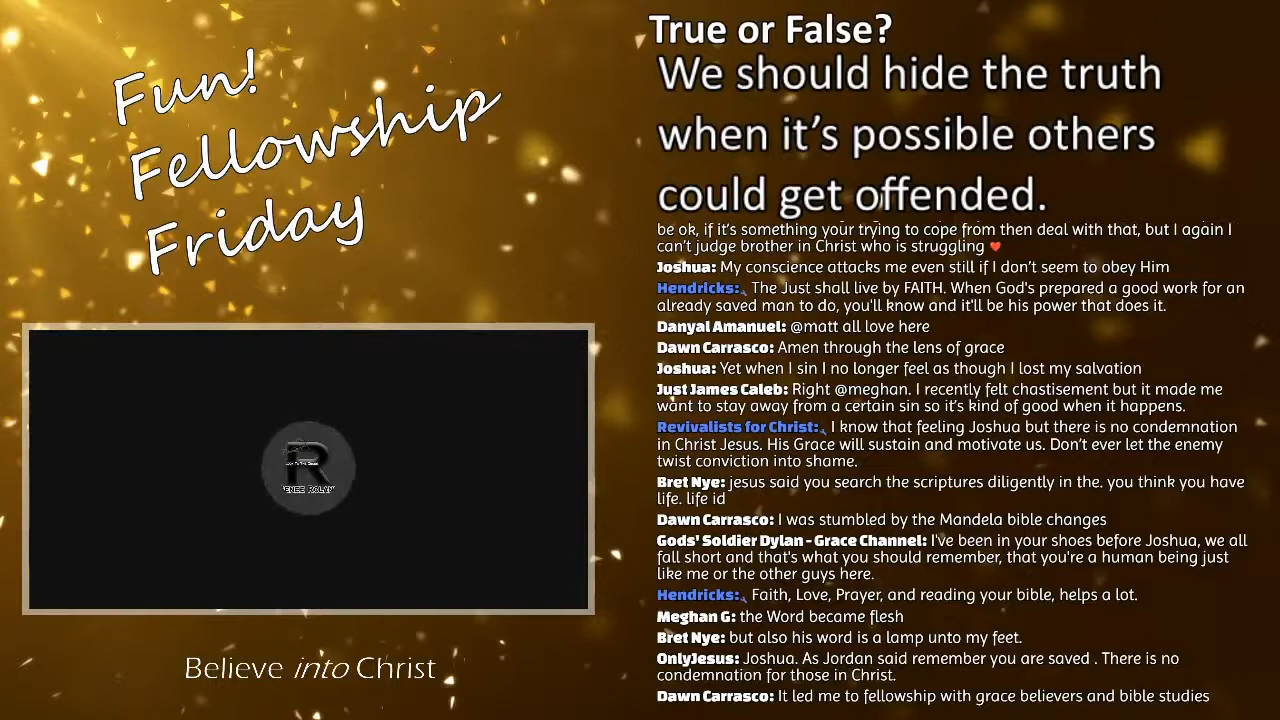 Fun!
Fellowship
Friday
Believe into Christ
True or False?
We should hide the truth
when it’s possible others
could get offended.
be ok, if it's something your trying to cope from then deal with that, but I again I
can't judge brother in Christ who is struggling ❤️
Joshua: My conscience attacks me even still if I don't seem to obey Him
Hendricks: The Just shall live by FAITH. When God's prepared a good work for an
already saved man to do, you'll know and it'll be his power that does it.
Danyal Amanuel: @matt all love here
Dawn Carrasco: Amen through the lens of grace
Joshua: Yet when I sin I no longer feel as though I lost my salvation
Just James Caleb: Right @meghan. I recently felt chastisement but it made me
want to stay away from a certain sin so it's kind of good when it happens.
Revivalists for Christ: I know that feeling Joshua but there is no condemnation
in Christ Jesus. His Grace will sustain and motivate us. Don't ever let the enemy
twist conviction into shame.
Bret Nye: jesus said you search the scriptures diligently in the. you think you have
life. life id
Dawn Carrasco: I was stumbled by the Mandela bible changes
Gods' Soldier Dylan - Grace Channel: I've been in your shoes before Joshua, we all
fall short and that's what you should remember, that you're a human being just
like me or the other guys here.
Hendricks: Faith, Love, Prayer, and reading your bible, helps a lot.
Meghan G: the Word became flesh
Bret Nye: but also his word is a lamp unto my feet.
OnlyJesus: Joshua. As Jordan said remember you are saved . There is no
condemnation for those in Christ.
Dawn Carrasco: It led me to fellowship with grace believers and bible studies